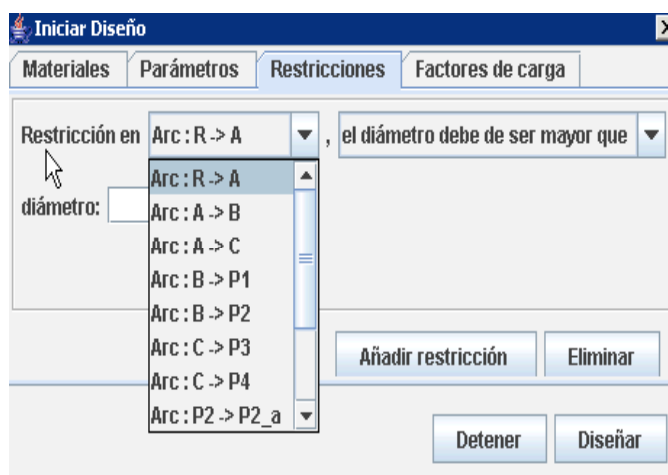 Iniciar Diseño
Materiales Parámetros Restricciones Factores de carga
Restricción en Arc : R -> A , el diámetro debe de ser mayor que
Arc : R -> A
diámetro:
Arc : A -> B
Arc : A -> C
Arc : B -> P1
Arc : B -> P2
Arc : C -> P3
Arc : C -> P4
Arc : P2 -> P2_a
Añadir restricción Eliminar
Detener Diseñar